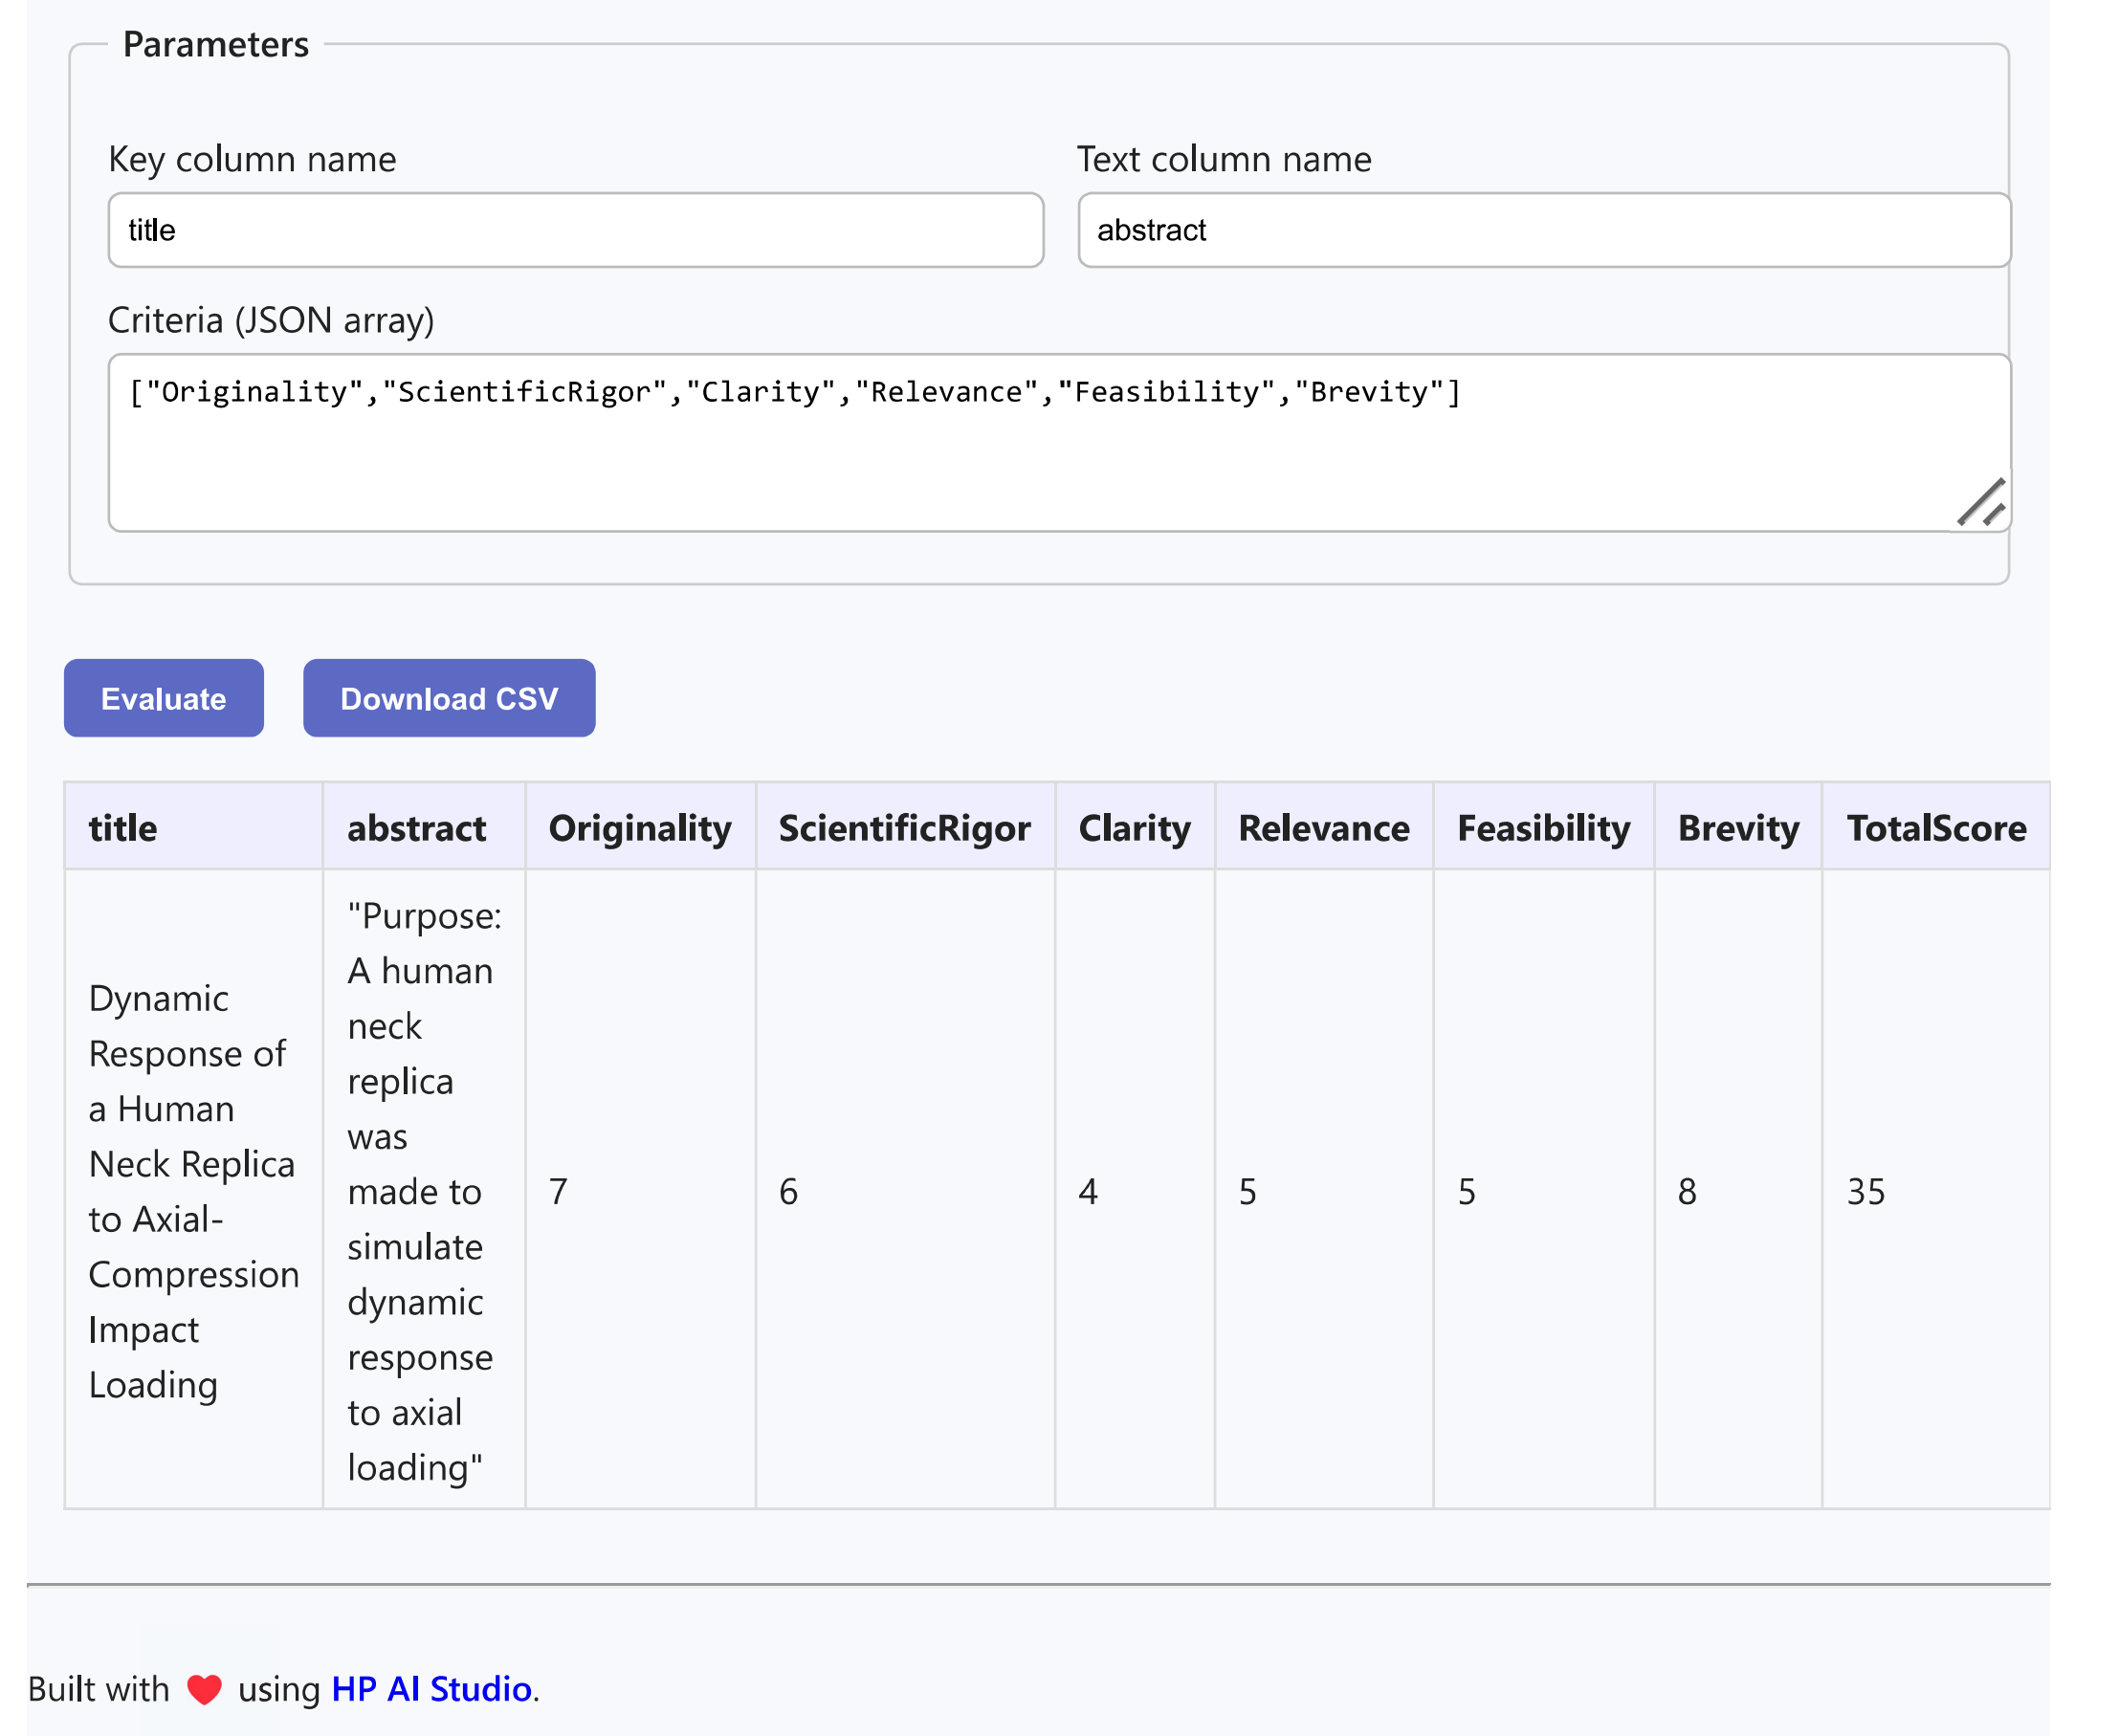 Parameters
Key column name
Text column name
title
abstract
Criteria (JSON array)
["Originality","ScientificRigor","Clarity","Relevance","Feasibility","Brevity"]
Evaluate
Download CSV
title abstract Originality ScientificRigor Clarity Relevance Feasibility Brevity TotalScore
Dynamic
Response of
a Human
Neck Replica
to Axial-
Compression
Impact
Loading
"Purpose:
A human
neck
replica
was
made to
simulate
dynamic
response
to axial
loading"
7 6 4 5 5 8 35
Built with ❤️ using HP AI Studio.